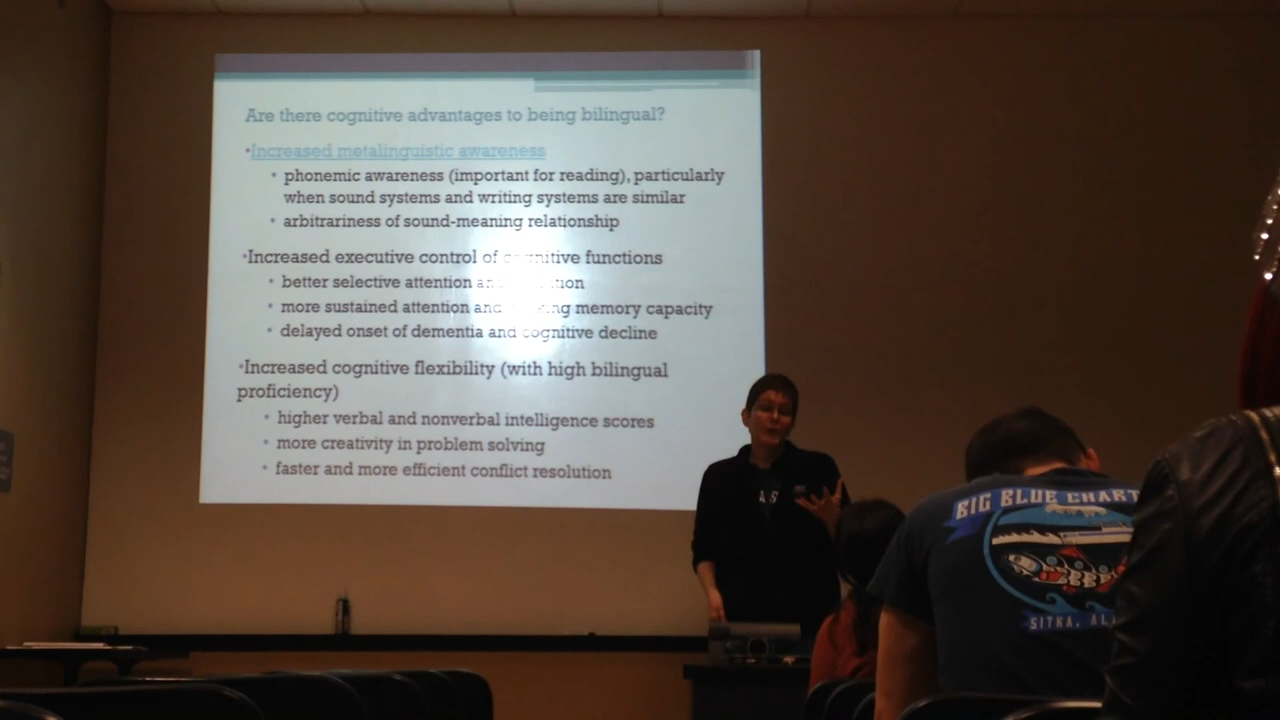 Are there cognitive advantages to being bilingual?
•Increased metalinguistic awareness
• phonemic awareness (important for reading), particularly
when sound systems and writing systems are similar
• arbitrariness of sound-meaning relationship
•Increased executive control of cognitive functions
• better selective attention
• more sustained attention and memory capacity
• delayed onset of dementia and cognitive decline
•Increased cognitive flexibility (with high bilingual
proficiency)
• higher verbal and nonverbal intelligence scores
• more creativity in problem solving
• faster and more efficient conflict resolution
BIG BLUE CHART
SITKA, AL